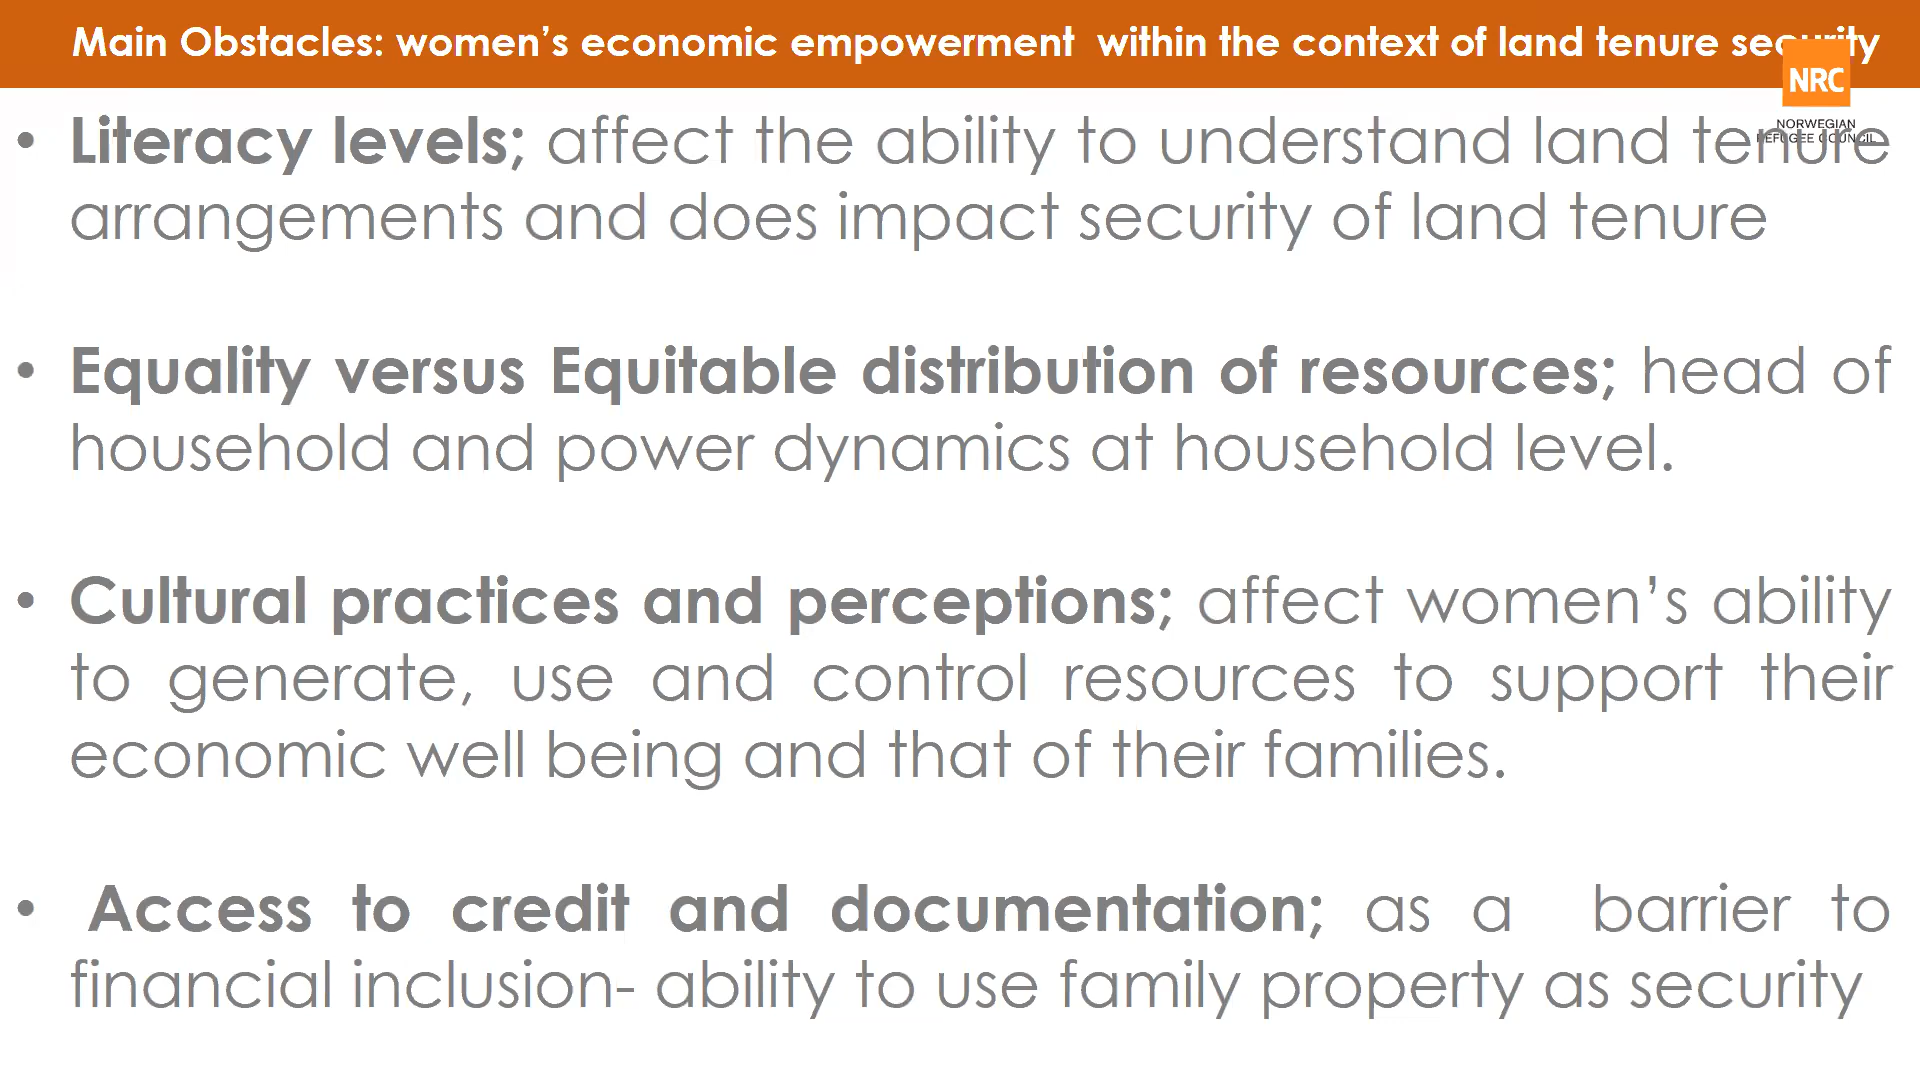 Main Obstacles: women’s economic empowerment  within the context of land tenure security
NRC
NORWEGIAN
REFUGEE COUNCIL
• Literacy levels; affect the ability to understand land tenure
arrangements and does impact security of land tenure
• Equality versus Equitable distribution of resources; head of
household and power dynamics at household level.
• Cultural practices and perceptions; affect women’s ability
to generate, use and control resources to support their
economic well being and that of their families.
• Access to credit and documentation; as a  barrier to
financial inclusion- ability to use family property as security